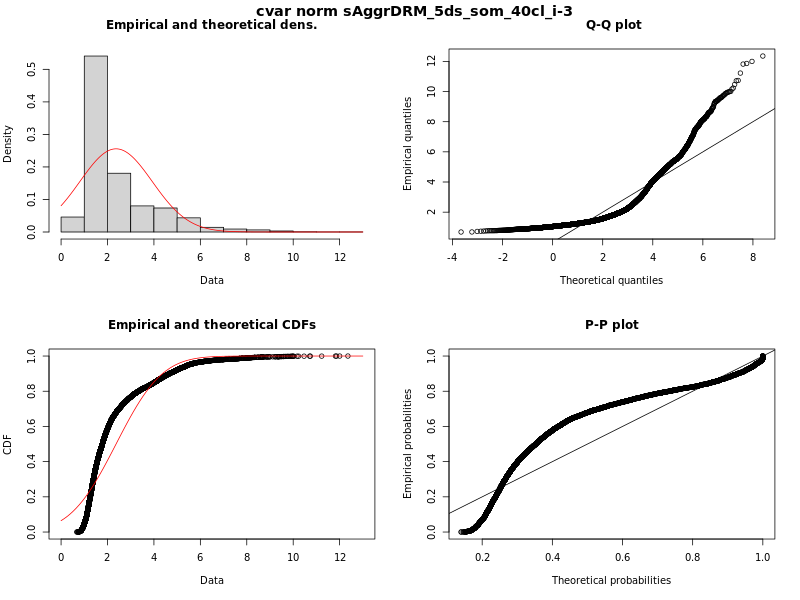 cvar norm sAggrDRM_5ds_som_40cl_i-3
Empirical and theoretical dens.
Density
0.0 0.1 0.2 0.3 0.4 0.5
0 2 4 6 8 10 12
Data
Q-Q plot
Empirical quantiles
2 4 6 8 10 12
-4 -2 0 2 4 6 8
Theoretical quantiles
Empirical and theoretical CDFs
CDF
0.0 0.2 0.4 0.6 0.8 1.0
0 2 4 6 8 10 12
Data
P-P plot
Empirical probabilities
0.0 0.2 0.4 0.6 0.8 1.0
0.2 0.4 0.6 0.8 1.0
Theoretical probabilities